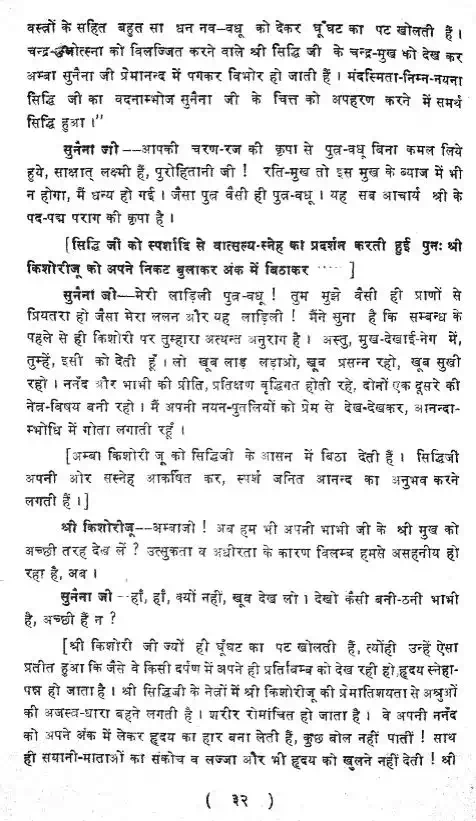 वस्त्रों के सहित बहुत सा धन नव-वधू को देकर घूँघट का पट खोलती हैं।
चन्द्र-ज्योत्स्ना को विलज्जित करने वाले श्री सिद्धि जी के चन्द्र-मुख को देख कर
अम्बा सुनैना जी प्रेमानन्द में पगकर विभोर हो जाती हैं। मंदस्मिता-निम्न-नयना
सिद्धि जी का वदनाम्भोज सुनैना जी के चित्त को अपहरण करने में समर्थ
सिद्धि हुआ।”
सुनैना जी—आपकी चरण-रज की कृपा से पुत्र-वधू बिना कमल लिये
हुये, साक्षात् लक्ष्मी हैं, पुरोहितानी जी ! रति-मुख तो इस मुख के व्याज में भी
न होगा, मैं धन्य हो गई। जैसा पुत्र वैसी ही पुत्र-वधू। यह सब आचार्य श्री के
पद-पद्म पराग की कृपा है।
[सिद्धि जी को स्पर्शादि से वात्सल्य-स्नेह का प्रदर्शन करती हुई पुनः श्री
किशोरीजू को अपने निकट बुलाकर अंक में बिठाकर ····· ]
सुनैना जी—मेरी लाड़िली पुत्र-वधू ! तुम मुझे वैसी ही प्राणों से
प्रियतरा हो जैसा मेरा ललन और यह लाड़िली ! मैंने सुना है कि सम्बन्ध के
पहले से ही किशोरी पर तुम्हारा अत्यन्त अनुराग है। अस्तु, मुख-देखाई-नेग में,
तुम्हें, इसी को देती हूँ। लो खूब लाड़ लड़ाओ, खूब प्रसन्न रहो, खूब सुखी
रहो। ननँद और भाभी की प्रीति, प्रतिक्षण वृद्धिगत होती रहे, दोनों एक दूसरे की
नेत्र-विषय बनी रहो। मैं अपनी नयन-पुतलियों को प्रेम से देख-देखकर, आनन्दा-
म्भोधि में गोता लगाती रहूँ।
[अम्बा किशोरी जू को सिद्धिजी के आसन में बिठा देती हैं। सिद्धिजी
अपनी ओर सस्नेह आकर्षित कर, स्पर्श जनित आनन्द का अनुभव करने
लगती हैं।]
श्री किशोरीजू—अम्बाजी ! अब हम भी अपनी भाभी जी के श्री मुख को
अच्छी तरह देख लें ? उत्सुकता व अधीरता के कारण विलम्ब हमसे असहनीय हो
रहा है, अब।
सुनैना जी—हाँ, हाँ, क्यों नहीं, खूब देख लो। देखो कैसी बनी-ठनी भाभी
है, अच्छी हैं न ?
[श्री किशोरी जी ज्यों ही घूँघट का पट खोलती हैं, त्योंही उन्हें ऐसा
प्रतीत हुआ कि जैसे वे किसी दर्पण में अपने ही प्रतिबिम्ब को देख रही हो, हृदय स्नेहा-
पन्न हो जाता है। श्री सिद्धिजी के नेत्रों में श्री किशोरीजू की प्रेमातिशयता से अश्रुओं
की अजस्त्र-धारा बहने लगती है। शरीर रोमांचित हो जाता है। वे अपनी ननँद
को अपने अंक में लेकर हृदय का हार बना लेती हैं, कुछ बोल नहीं पातीं ! साथ
ही सयानी-माताओं का संकोच व लज्जा और भी हृदय को खुलने नहीं देती ! श्री
( ३२ )